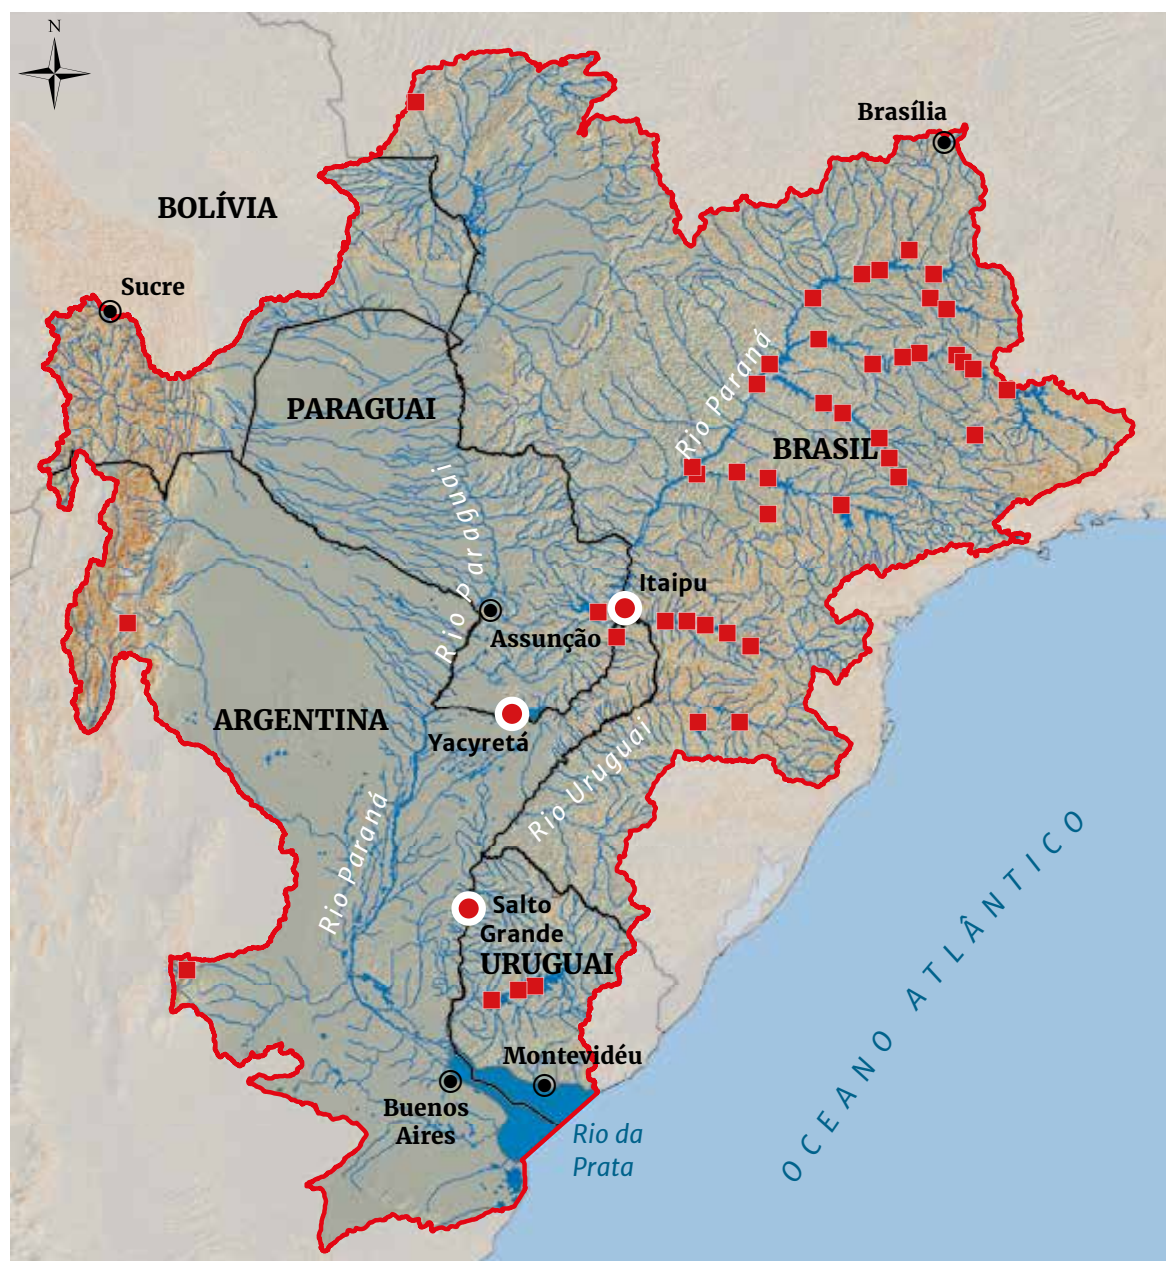 N
Brasília
BOLÍVIA
Sucre
Rio Paraná
PARAGUAI
BRASIL
Rio Paraguai
Itaipu
Assunção
ARGENTINA
Yacyretá
Rio Uruguai
Rio Paraná
Salto
Grande
URUGUAI
OCEANO ATLÂNTICO
Montevidéu
Buenos
Aires
Rio da
Prata